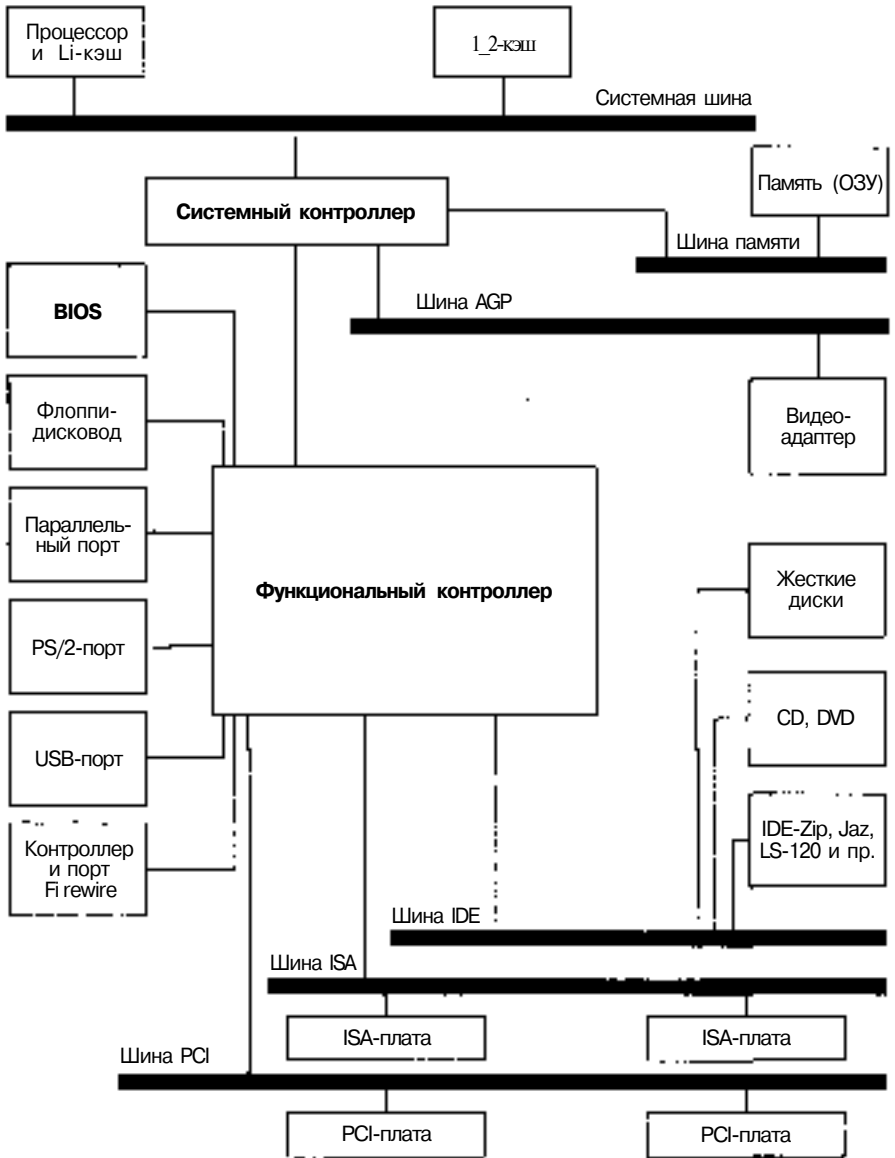 Процессор
и Li-кэш
1_2-кэш
Системная шина
Память (ОЗУ)
Системный контроллер
Шина памяти
BIOS
Шина AGP
Флоппи-
дисковод
Видео-
адаптер
Параллель-
ный порт
Функциональный контроллер
Жесткие
диски
PS/2-порт
CD, DVD
USB-порт
IDE-Zip, Jaz,
LS-120 и пр.
Контроллер
и порт
Fi rewire
Шина IDE
Шина ISA
ISA-плата
ISA-плата
Шина PCI
PCI-плата
PCI-плата